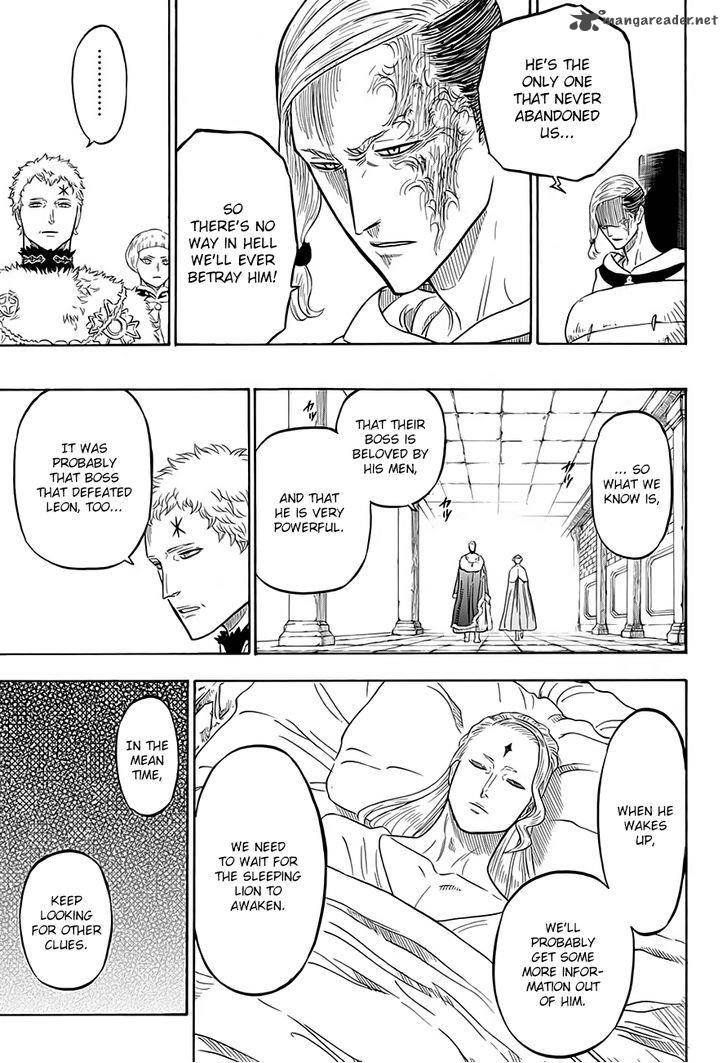 mangareader.net
HE'S THE
ONLY ONE
THAT NEVER
ABANDONED
US...
SO
THERE'S NO
WAY IN HELL
WE'LL EVER
BETRAY HIM!
.........
... SO
WHAT WE
KNOW IS,
THAT THEIR
BOSS IS
BELOVED BY
HIS MEN,
AND THAT
HE IS VERY
POWERFUL.
IT WAS
PROBABLY
THAT BOSS
THAT DEFEATED
LEON, TOO...
WHEN HE
WAKES
UP,
WE'LL
PROBABLY
GET SOME
MORE INFOR-
MATION OUT
OF HIM.
WE NEED
TO WAIT FOR
THE SLEEPING
LION TO
AWAKEN.
IN THE
MEAN
TIME,
KEEP
LOOKING
FOR OTHER
CLUES.